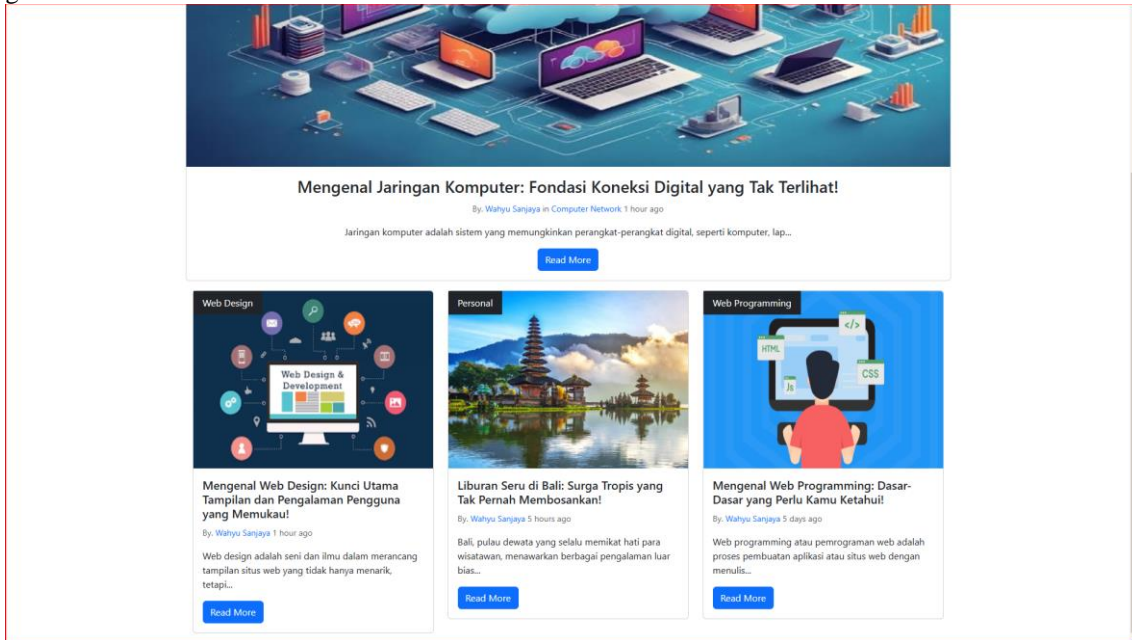 g
Mengenal Jaringan Komputer: Fondasi Koneksi Digital yang Tak Terlihat!
By. Wahyu Sanjaya in Computer Network 1 hour ago
Jaringan komputer adalah sistem yang memungkinkan perangkat-perangkat digital, seperti komputer, lap...
Read More
Web Design
Web Design &
Development
Mengenal Web Design: Kunci Utama
Tampilan dan Pengalaman Pengguna
yang Memukau!
By. Wahyu Sanjaya 1 hour ago
Web design adalah seni dan ilmu dalam merancang
tampilan situs web yang tidak hanya menarik,
tetapi...
Read More
Personal
Liburan Seru di Bali: Surga Tropis yang
Tak Pernah Membosankan!
By. Wahyu Sanjaya 5 hours ago
Bali, pulau dewata yang selalu memikat hati para
wisatawan, menawarkan berbagai pengalaman luar
bias...
Read More
Web Programming
</>
HTML
CSS
Js
Mengenal Web Programming: Dasar-
Dasar yang Perlu Kamu Ketahui!
By. Wahyu Sanjaya 5 days ago
Web programming atau pemrograman web adalah
proses pembuatan aplikasi atau situs web dengan
menulis...
Read More